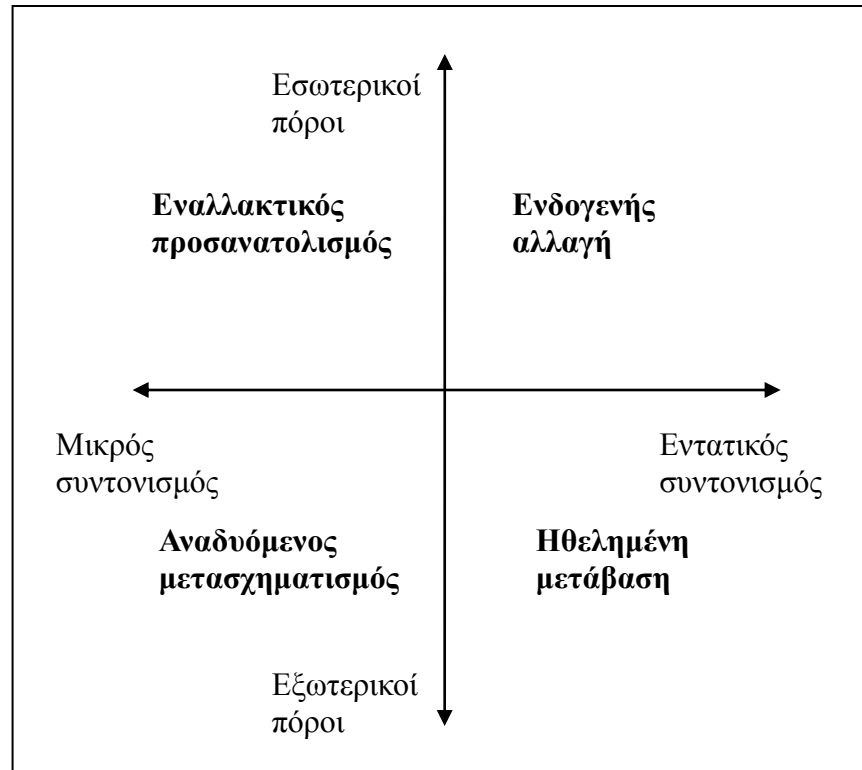 Εσωτερικοί
πόροι
Εναλλακτικός
προσανατολισμός
Ενδογενής
αλλαγή
Μικρός
συντονισμός
Εντατικός
συντονισμός
Αναδυόμενος
μετασχηματισμός
Ηθελημένη
μετάβαση
Εξωτερικοί
πόροι